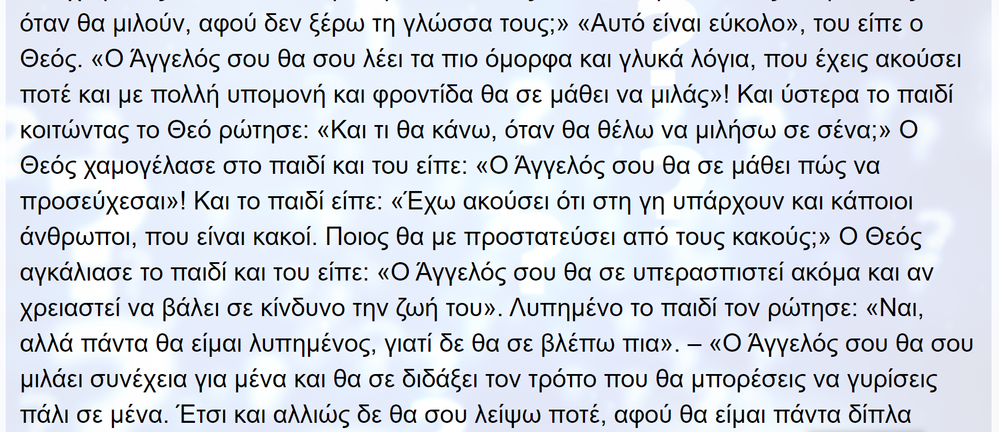 όταν θα μιλούν, αφού δεν ξέρω τη γλώσσα τους;» «Αυτό είναι εύκολο», του είπε ο
Θεός. «Ο Άγγελός σου θα σου λέει τα πιο όμορφα και γλυκά λόγια, που έχεις ακούσει
ποτέ και με πολλή υπομονή και φροντίδα θα σε μάθει να μιλάς»! Και ύστερα το παιδί
κοιτώντας το Θεό ρώτησε: «Και τι θα κάνω, όταν θα θέλω να μιλήσω σε σένα;» Ο
Θεός χαμογέλασε στο παιδί και του είπε: «Ο Άγγελός σου θα σε μάθει πώς να
προσεύχεσαι»! Και το παιδί είπε: «Έχω ακούσει ότι στη γη υπάρχουν και κάποιοι
άνθρωποι, που είναι κακοί. Ποιος θα με προστατεύσει από τους κακούς;» Ο Θεός
αγκάλιασε το παιδί και του είπε: «Ο Άγγελός σου θα σε υπερασπιστεί ακόμα και αν
χρειαστεί να βάλει σε κίνδυνο την ζωή του». Λυπημένο το παιδί τον ρώτησε: «Ναι,
αλλά πάντα θα είμαι λυπημένος, γιατί δε θα σε βλέπω πια». – «Ο Άγγελός σου θα σου
μιλάει συνέχεια για μένα και θα σε διδάξει τον τρόπο που θα μπορέσεις να γυρίσεις
πάλι σε μένα. Έτσι και αλλιώς δε θα σου λείψω ποτέ, αφού θα είμαι πάντα δίπλα